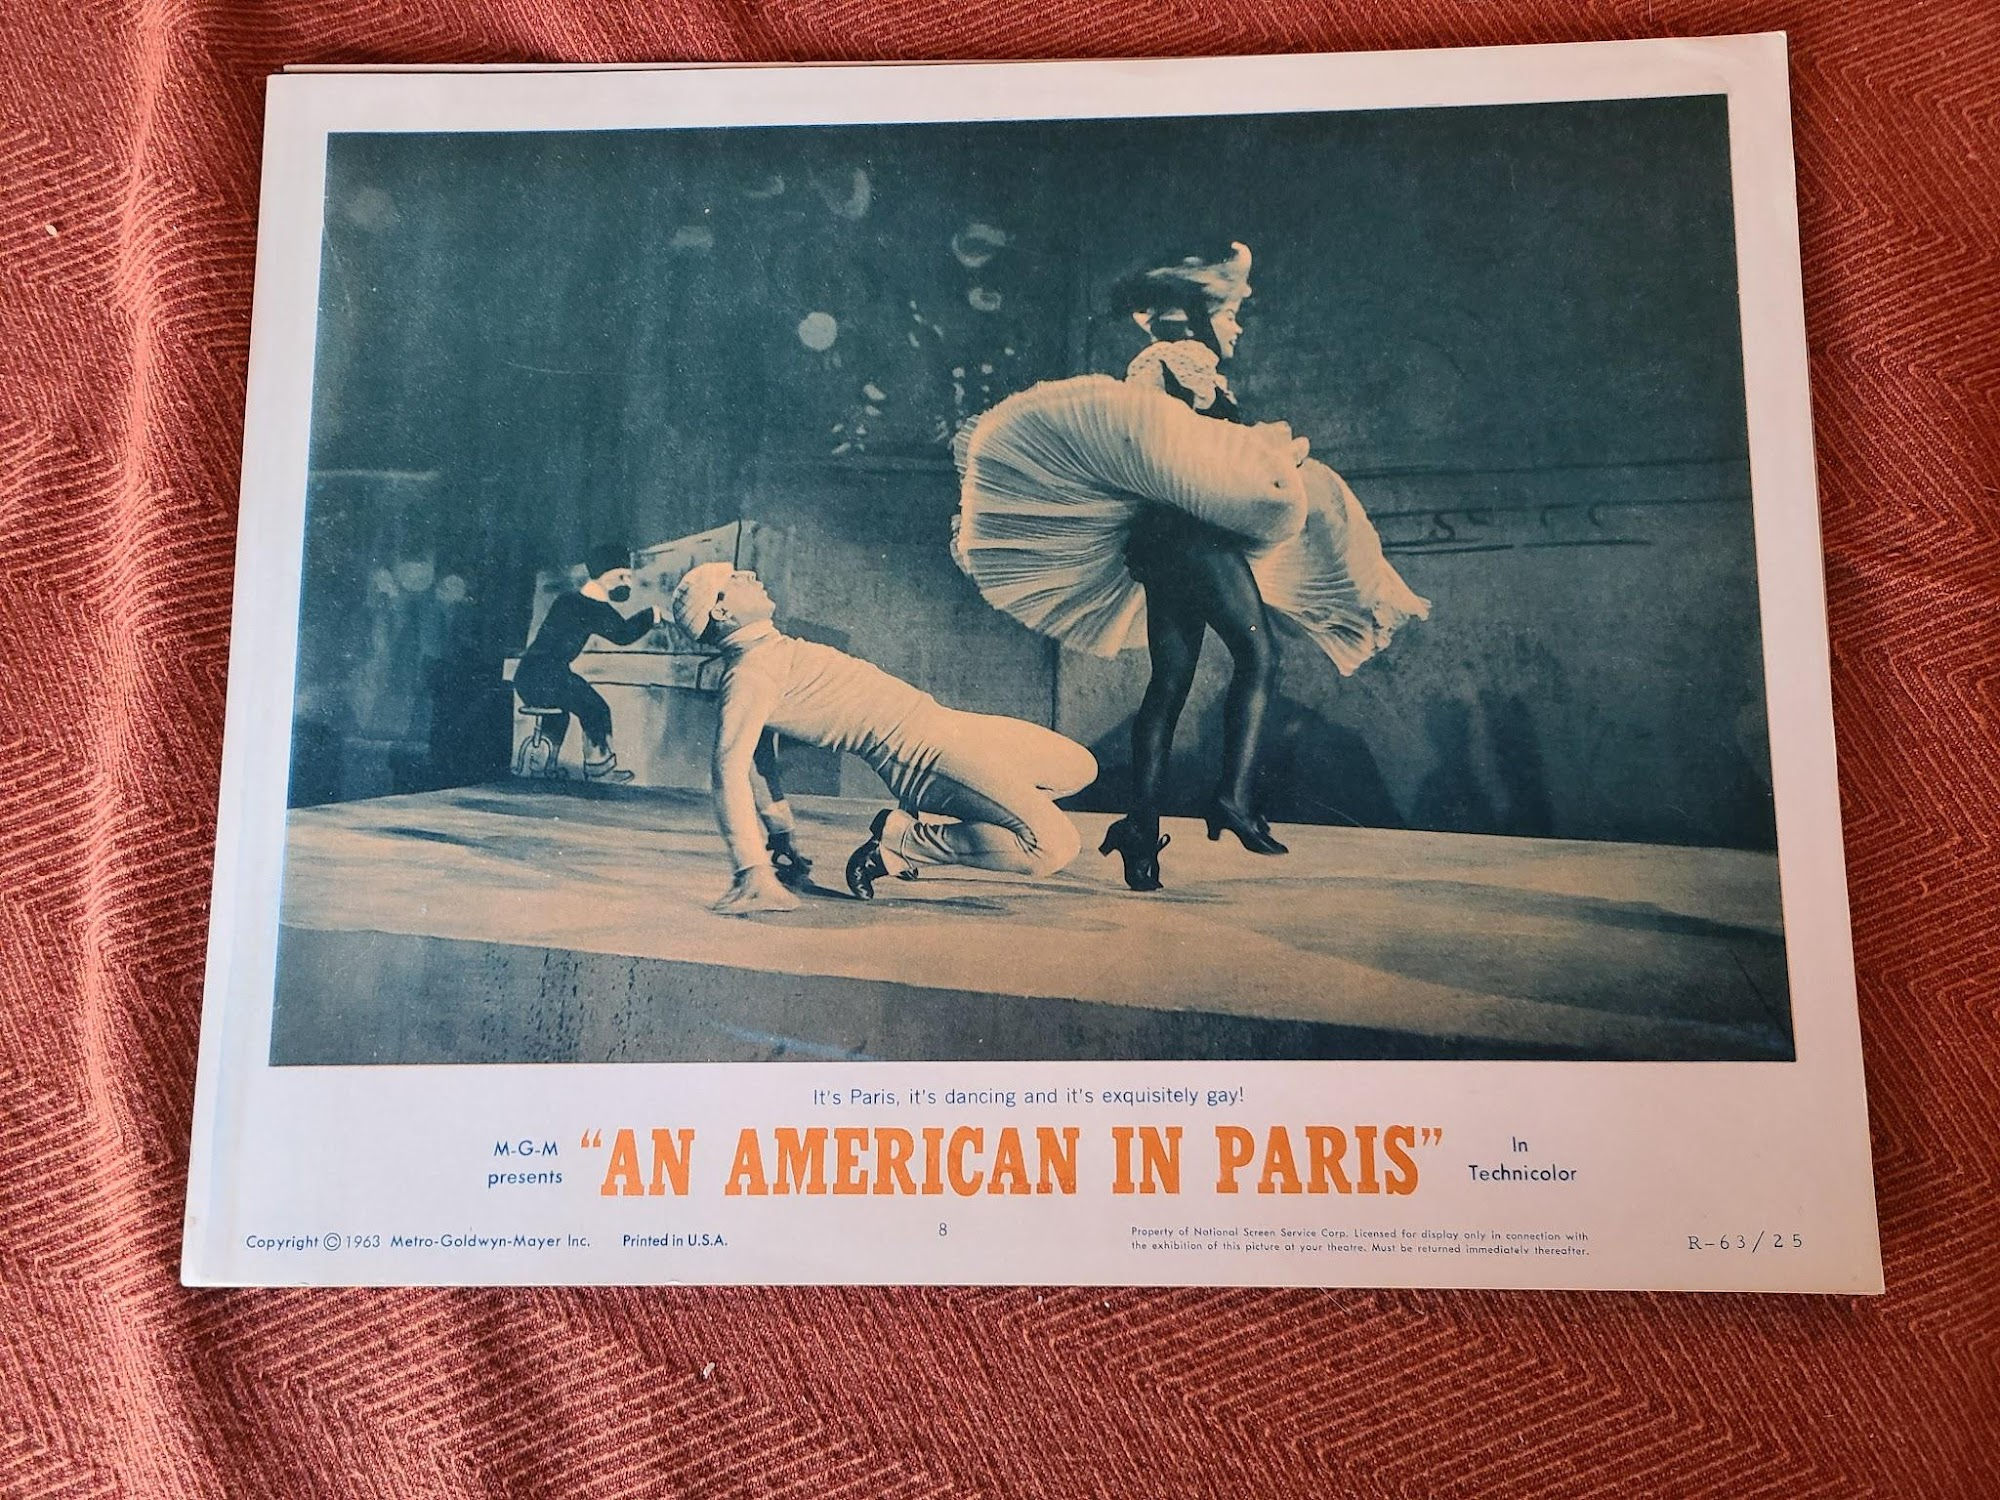 It's Paris, it's dancing and it's exquisitely gay!
M-G-M
presents
"AN AMERICAN IN PARIS"
In
Technicolor
Copyright © 1963 Metro-Goldwyn-Mayer Inc.
Printed in U.S.A.
8
Property of National Screen Service Corp. Licensed for display only in connection with
the exhibition of this picture at your theatre. Must be returned immediately thereafter.
R-63/25